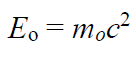 Eₒ = mₒc²